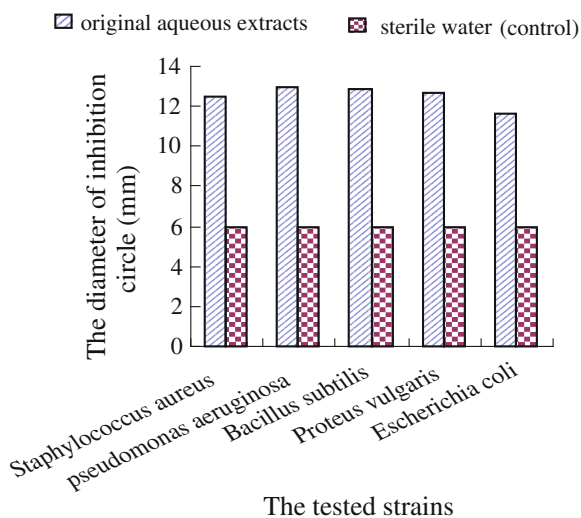 original aqueous extracts
sterile water (control)
The diameter of inhibition
circle (mm)
14
12
10
8
6
4
2
0
Staphylococcus aureus
pseudomonas aeruginosa
Bacillus subtilis
Proteus vulgaris
Escherichia coli
The tested strains